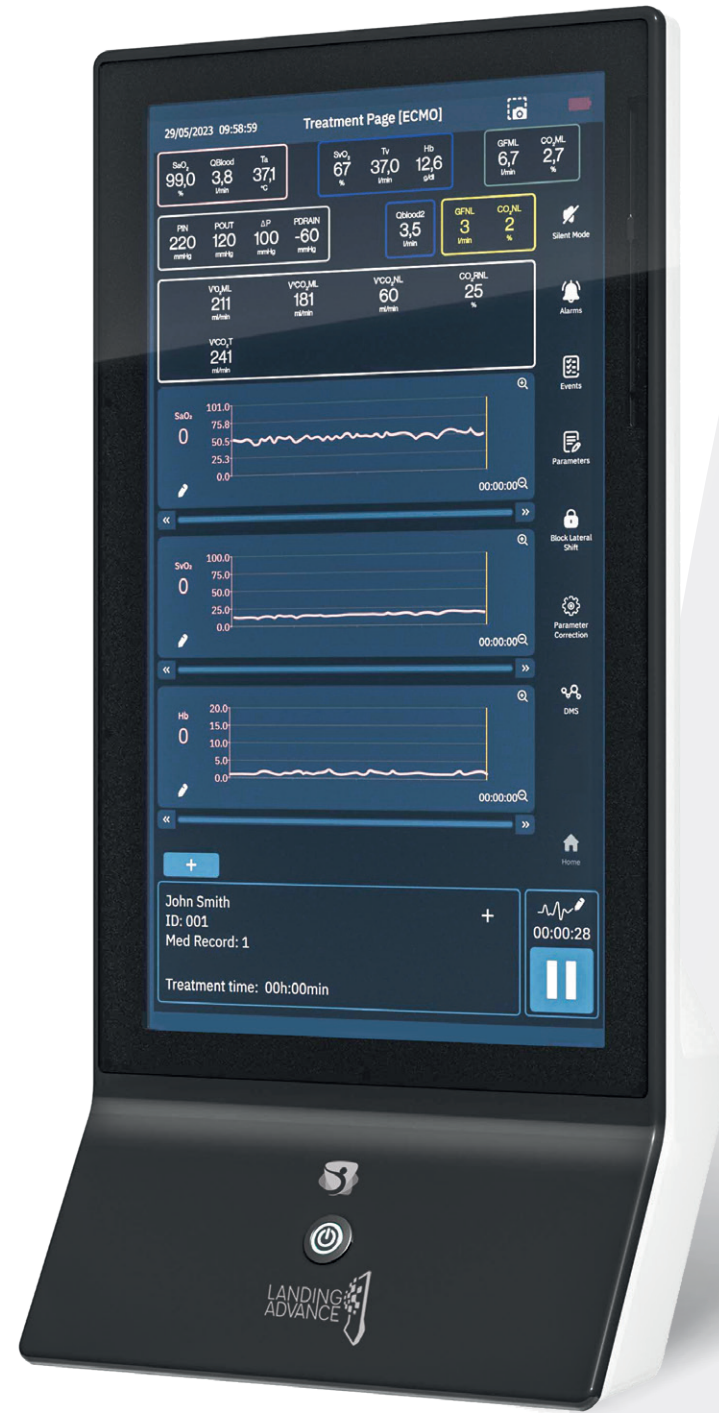 29/05/2023 09:58:59 Treatment Page [ECMO]
SaO₂ QBlood Ta
99,0 3,8 37,1
% l/min °C
SvO₂ Tv Hb
67 37,0 12,6
% g/dl
GFML CO₂ML
6,7 2,7
l/min %
PIN POUT ΔP PDRAIN
220 120 100 -60
mmHg mmHg mmHg mmHg
Qblood2
3,5
l/min
GFNL CO₂NL
3 2
l/min %
Silent Mode
V'O₂ML V'CO₂ML V'CO₂NL CO₂RNL
211 181 60 25
ml/min ml/min ml/min %
V'CO₂T
241
ml/min
Alarms
Events
Parameters
Block Lateral
Shift
Parameter
Correction
DMS
Home
SaO₂
0
101.0
75.8
50.5
25.3
0.0
00:00:00
SvO₂
0
100.0
75.0
50.0
25.0
0.0
00:00:00
Hb
0
20.0
15.0
10.0
5.0
0.0
00:00:00
+
John Smith
ID: 001 +
Med Record: 1
Treatment time: 00h:00min
00:00:28
LANDING
ADVANCE